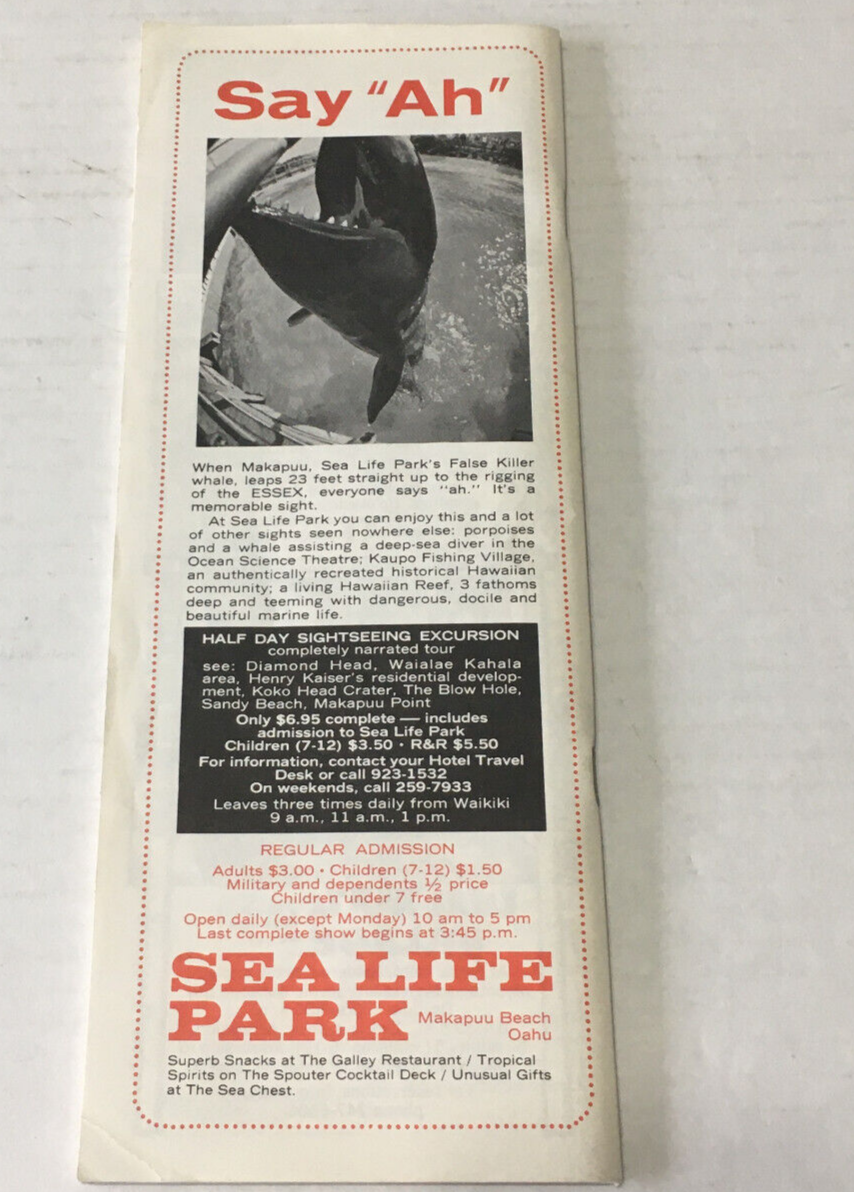 Say "Ah"
When Makapuu, Sea Life Park's False Killer
whale, leaps 23 feet straight up to the rigging
of the ESSEX, everyone says "ah." It's a
memorable sight.
At Sea Life Park you can enjoy this and a lot
of other sights seen nowhere else: porpoises
and a whale assisting a deep-sea diver in the
Ocean Science Theatre; Kaupo Fishing Village,
an authentically recreated historical Hawaiian
community; a living Hawaiian Reef, 3 fathoms
deep and teeming with dangerous, docile and
beautiful marine life.
HALF DAY SIGHTSEEING EXCURSION
completely narrated tour
see: Diamond Head, Waialae Kahala
area, Henry Kaiser's residential develop-
ment, Koko Head Crater, The Blow Hole,
Sandy Beach, Makapuu Point
Only $6.95 complete — includes
admission to Sea Life Park
Children (7-12) $3.50 • R&R $5.50
For information, contact your Hotel Travel
Desk or call 923-1532
On weekends, call 259-7933
Leaves three times daily from Waikiki
9 a.m., 11 a.m., 1 p.m.
REGULAR ADMISSION
Adults $3.00 • Children (7-12) $1.50
Military and dependents ½ price
Children under 7 free
Open daily (except Monday) 10 am to 5 pm
Last complete show begins at 3:45 p.m.
SEA LIFE
PARK Makapuu Beach
Oahu
Superb Snacks at The Galley Restaurant / Tropical
Spirits on The Spouter Cocktail Deck / Unusual Gifts
at The Sea Chest.